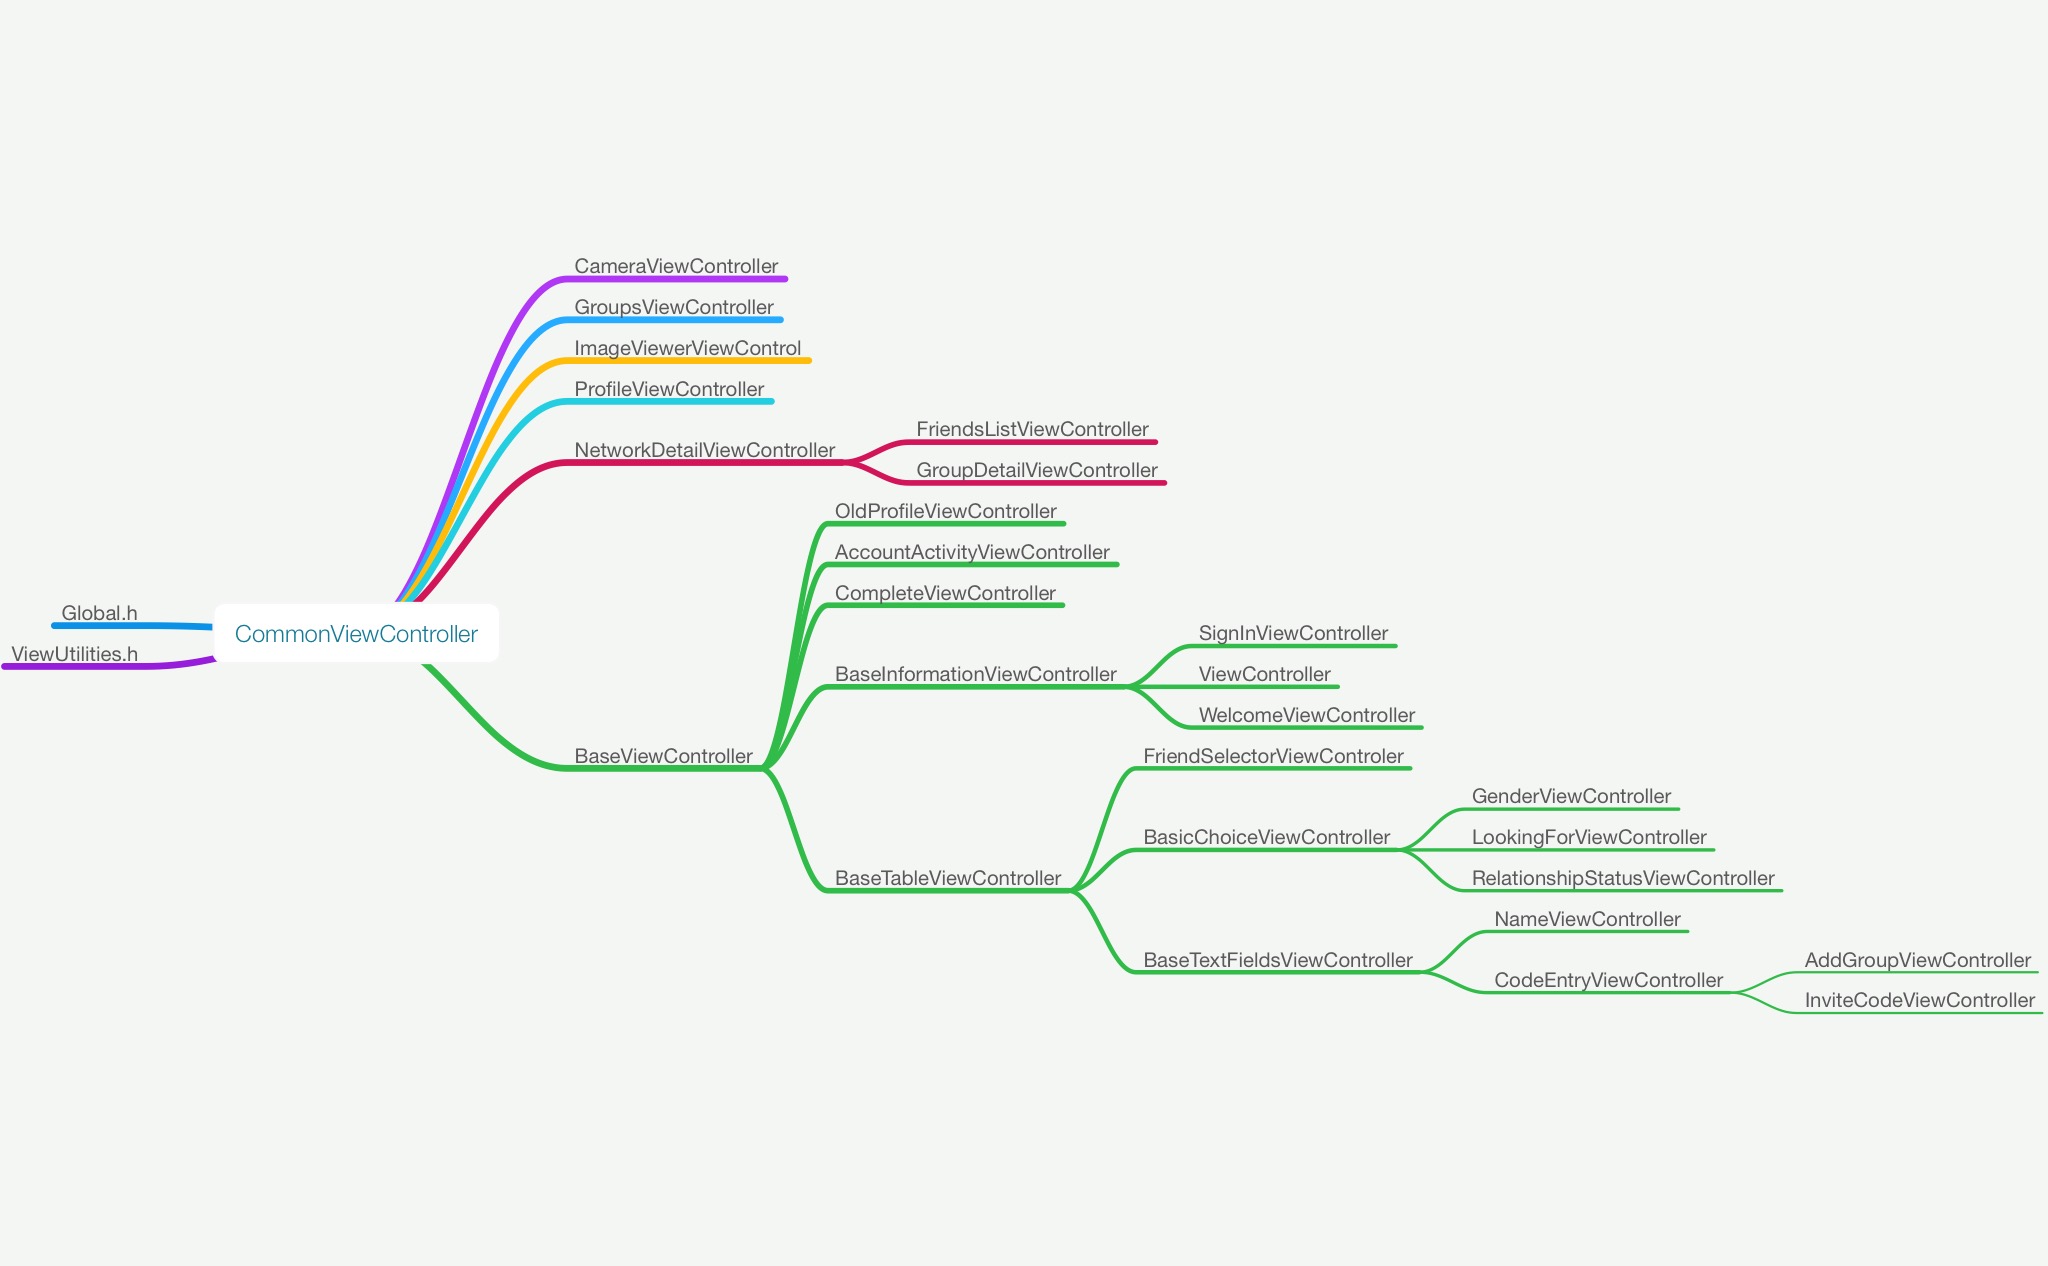 CameraViewController
GroupsViewController
ImageViewerViewControl
ProfileViewController
NetworkDetailViewController
FriendsListViewController
GroupDetailViewController
Global.h
ViewUtilities.h
CommonViewController
BaseViewController
OldProfileViewController
AccountActivityViewController
CompleteViewController
BaseInformationViewController
SignInViewController
ViewController
WelcomeViewController
BaseTableViewController
FriendSelectorViewControler
BasicChoiceViewController
GenderViewController
LookingForViewController
RelationshipStatusViewController
BaseTextFieldsViewController
NameViewController
CodeEntryViewController
AddGroupViewController
InviteCodeViewController